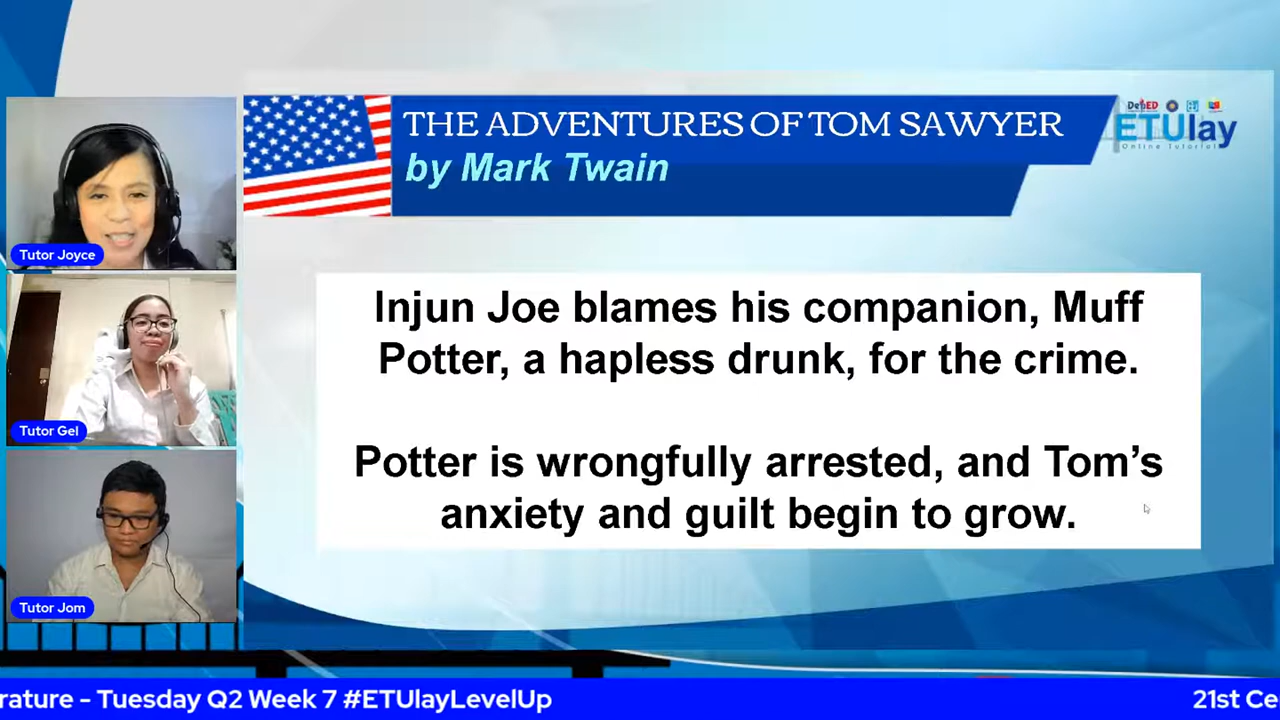 THE ADVENTURES OF TOM SAWYER
by Mark Twain
DepED
ETUlay
Online Tutorial
Tutor Joyce
Tutor Gel
Tutor Jom
Injun Joe blames his companion, Muff
Potter, a hapless drunk, for the crime.
Potter is wrongfully arrested, and Tom’s
anxiety and guilt begin to grow.
rature - Tuesday Q2 Week 7 #ETUlayLevelUp
21st Ce